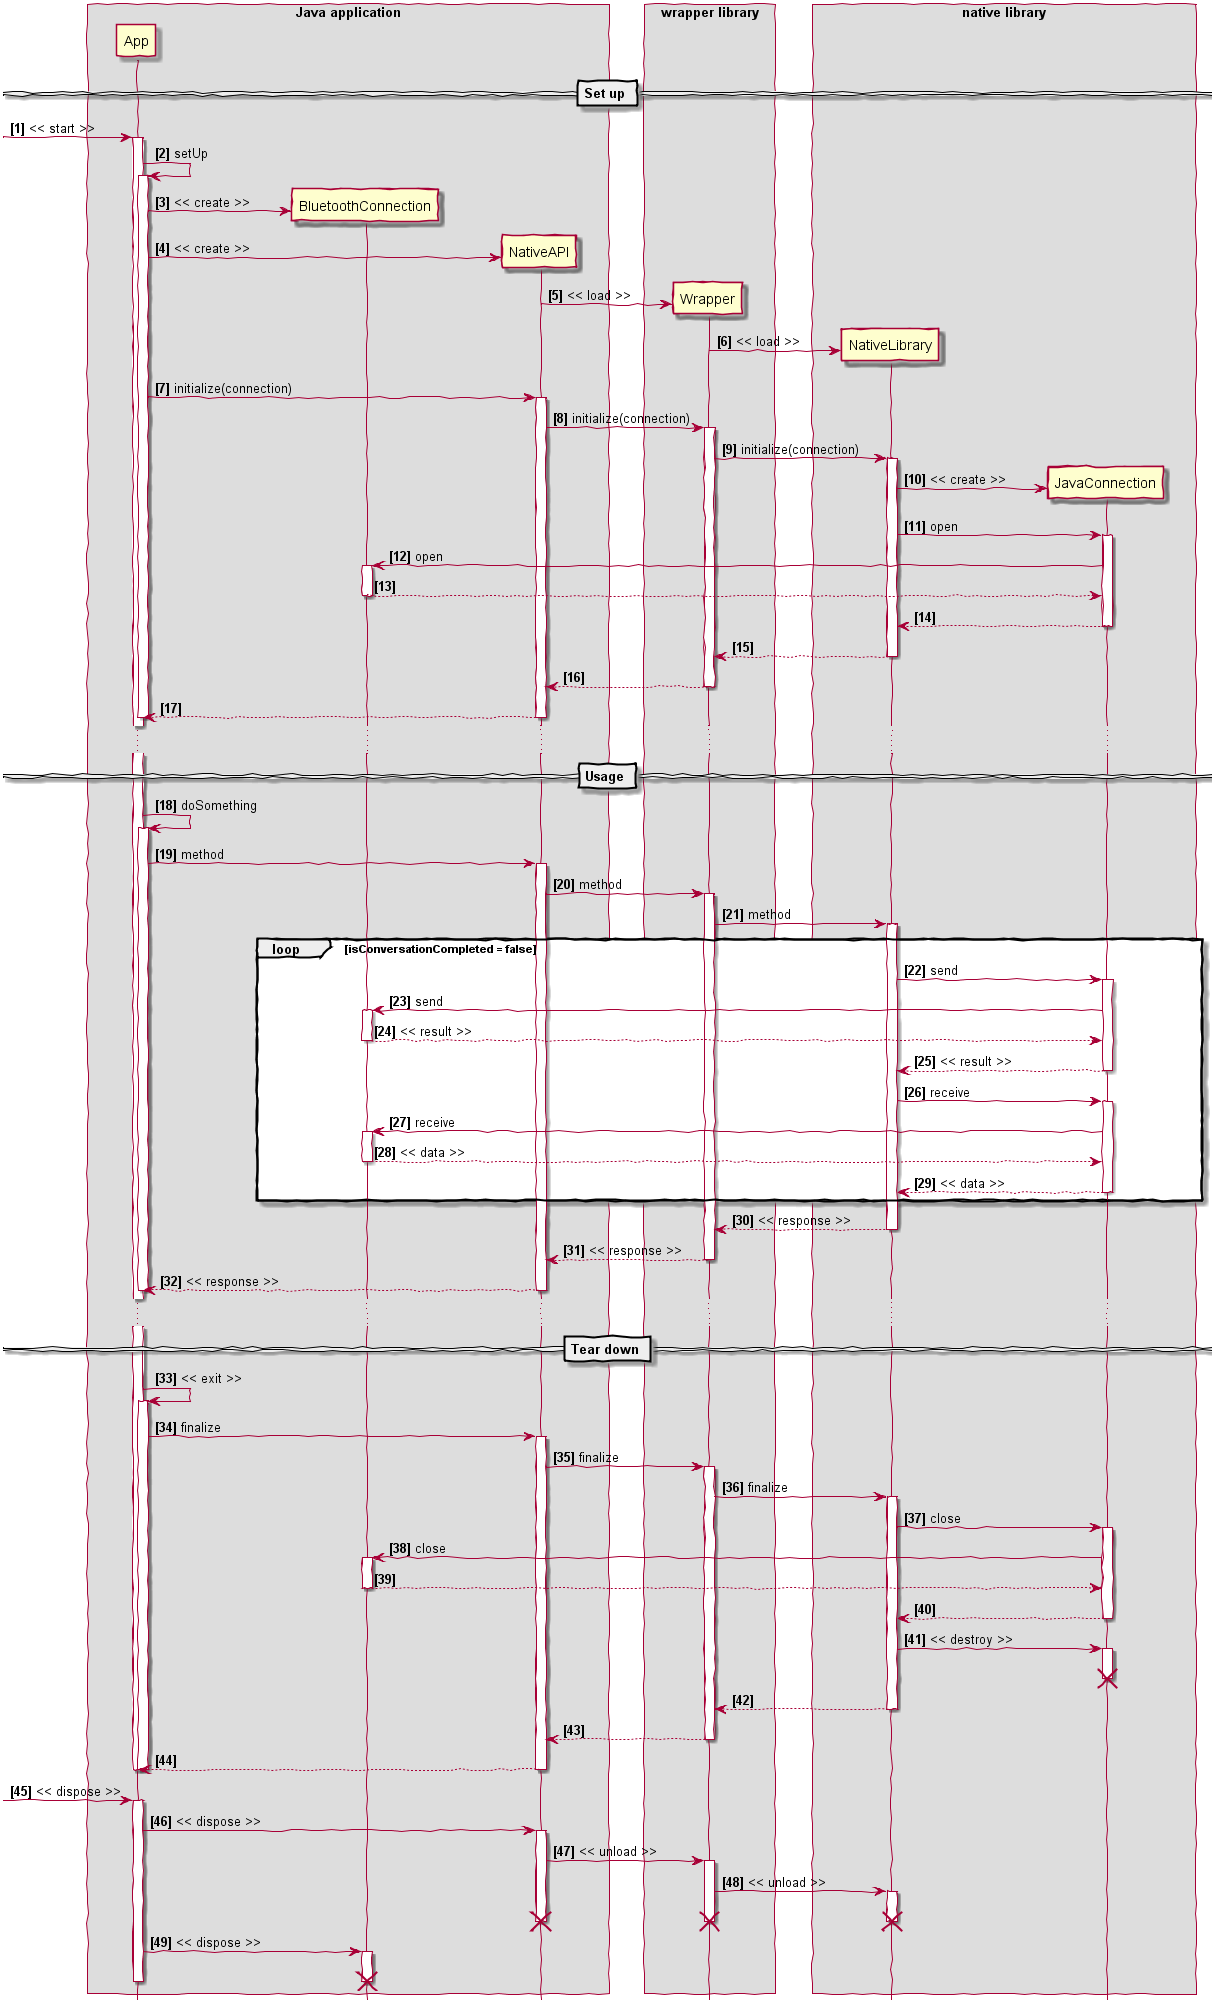 Java application
wrapper library
native library
App
Set up
[1] << start >>
[2] setUp
[3] << create >>
BluetoothConnection
[4] << create >>
NativeAPI
[5] << load >>
Wrapper
[6] << load >>
NativeLibrary
[7] initialize(connection)
[8] initialize(connection)
[9] initialize(connection)
[10] << create >>
JavaConnection
[11] open
[12] open
[13]
[14]
[15]
[16]
[17]
Usage
[18] doSomething
[19] method
[20] method
[21] method
loop
[isConversationCompleted = false]
[22] send
[23] send
[24] << result >>
[25] << result >>
[26] receive
[27] receive
[28] << data >>
[29] << data >>
[30] << response >>
[31] << response >>
[32] << response >>
Tear down
[33] << exit >>
[34] finalize
[35] finalize
[36] finalize
[37] close
[38] close
[39]
[40]
[41] << destroy >>
[42]
[43]
[44]
[45] << dispose >>
[46] << dispose >>
[47] << unload >>
[48] << unload >>
[49] << dispose >>